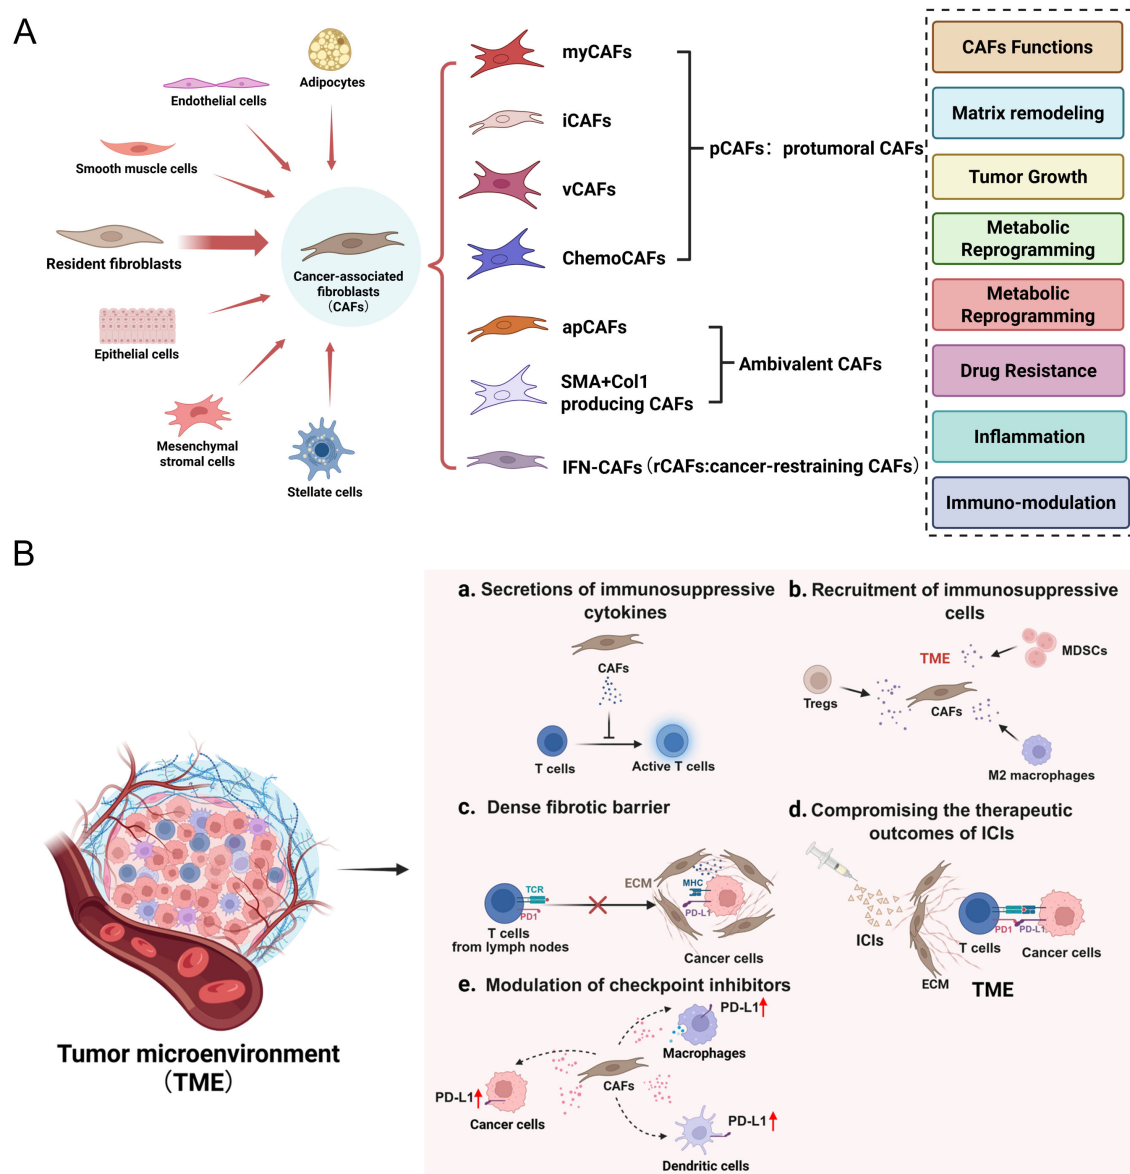 A
Adipocytes
Endothelial cells
Smooth muscle cells
Resident fibroblasts
Epithelial cells
Mesenchymal
stromal cells
Stellate cells
Cancer-associated
fibroblasts
(CAFs)
myCAFs
iCAFs
vCAFs
ChemoCAFs
apCAFs
SMA+Col1
producing CAFs
IFN-CAFs(rCAFs:cancer-restraining CAFs)
pCAFs: protumoral CAFs
Ambivalent CAFs
CAFs Functions
Matrix remodeling
Tumor Growth
Metabolic
Reprogramming
Metabolic
Reprogramming
Drug Resistance
Inflammation
Immuno-modulation
B
Tumor microenvironment
(TME)
a. Secretions of immunosuppressive
cytokines
CAFs
T cells
Active T cells
b. Recruitment of immunosuppressive
cells
TME
MDSCs
Tregs
CAFs
M2 macrophages
c. Dense fibrotic barrier
TCR
PD1
T cells
from lymph nodes
ECM
MHC
PD-L1
Cancer cells
d. Compromising the therapeutic
outcomes of ICIs
ICIs
ECM
PD1
PD-L1
T cells
Cancer cells
TME
e. Modulation of checkpoint inhibitors
PD-L1
Macrophages
CAFs
PD-L1
Cancer cells
PD-L1
Dendritic cells